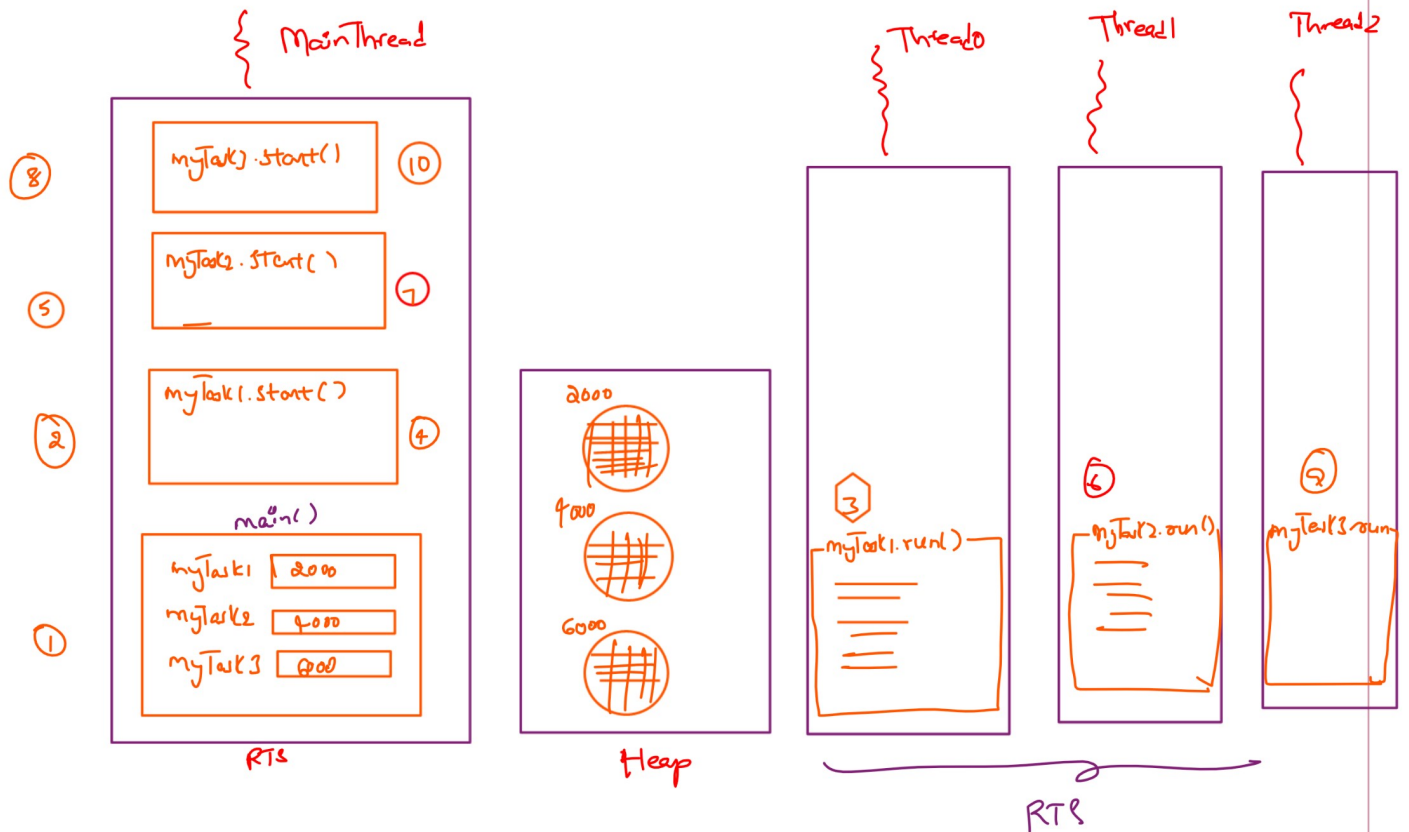 MainThread
Thread0
Thread1
Thread2
8
myTask3.start()
10
myTask2.start()
5
7
myTask1.start()
2
4
2000
4000
6000
3
6
9
main()
myTask1 2000
myTask2 4000
myTask3 6000
1
myTask1.run()
myTask2.run()
myTask3 run
RTS
Heap
RTS